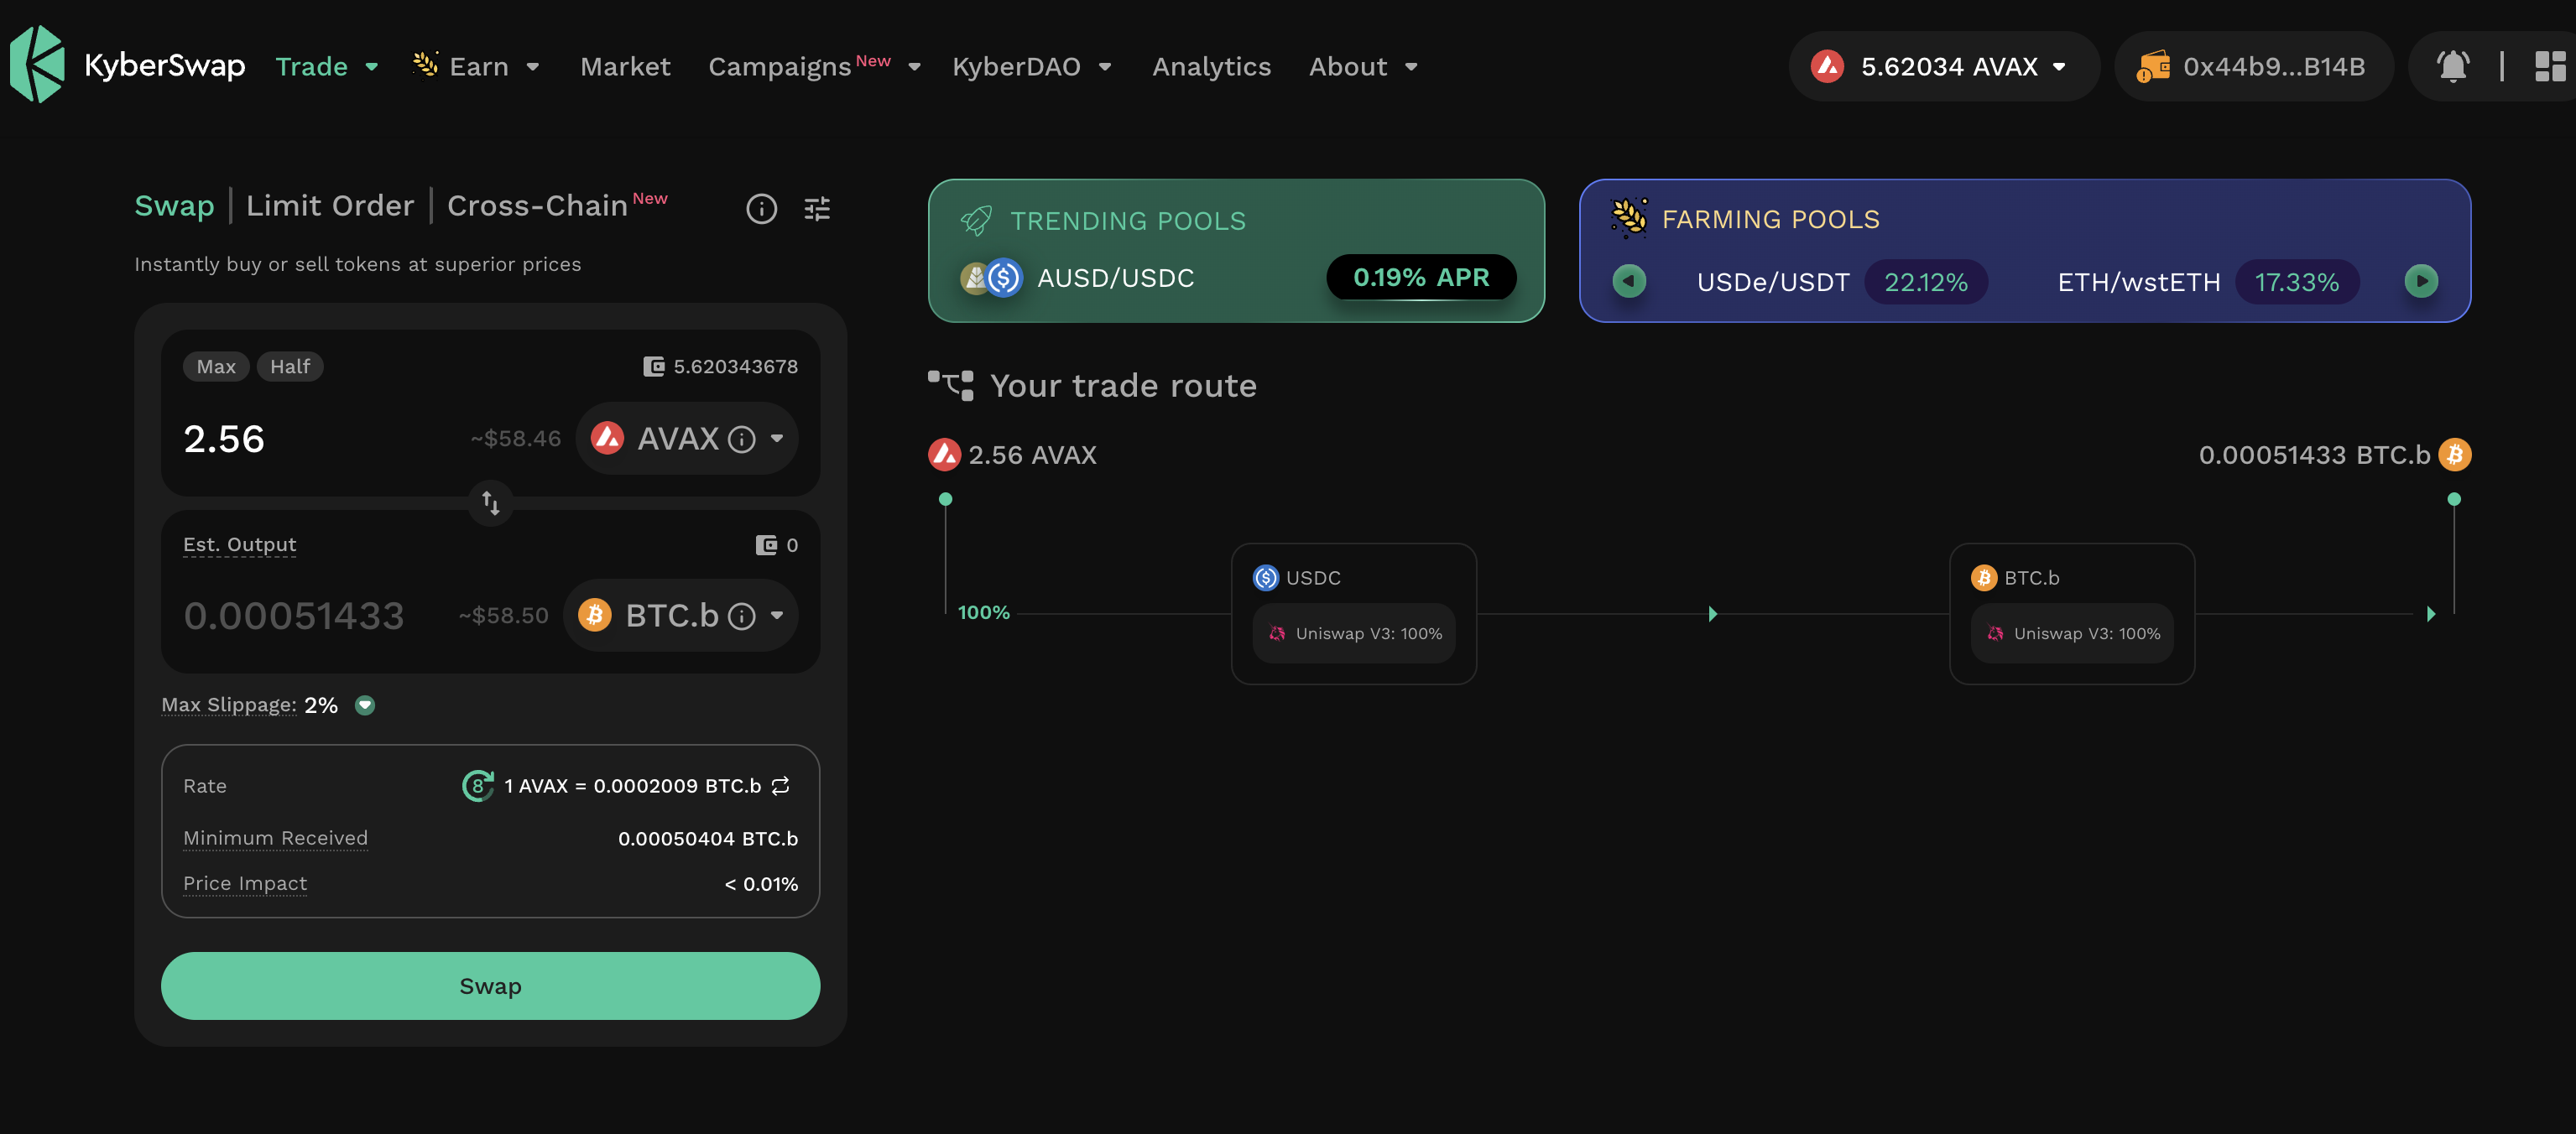 KyberSwap
Trade
Earn
Market
Campaigns New
KyberDAO
Analytics
About
5.62034 AVAX
0x44b9...B14B
Swap | Limit Order | Cross-Chain New
Instantly buy or sell tokens at superior prices
Max Half 5.620343678
2.56 ~$58.46 AVAX
Est. Output 0
0.00051433 ~$58.50 BTC.b
Max Slippage: 2%
Rate 8 1 AVAX = 0.0002009 BTC.b
Minimum Received 0.00050404 BTC.b
Price Impact < 0.01%
Swap
TRENDING POOLS
AUSD/USDC 0.19% APR
FARMING POOLS
USDe/USDT 22.12% ETH/wstETH 17.33%
Your trade route
2.56 AVAX 0.00051433 BTC.b
100%
USDC
Uniswap V3: 100%
BTC.b
Uniswap V3: 100%